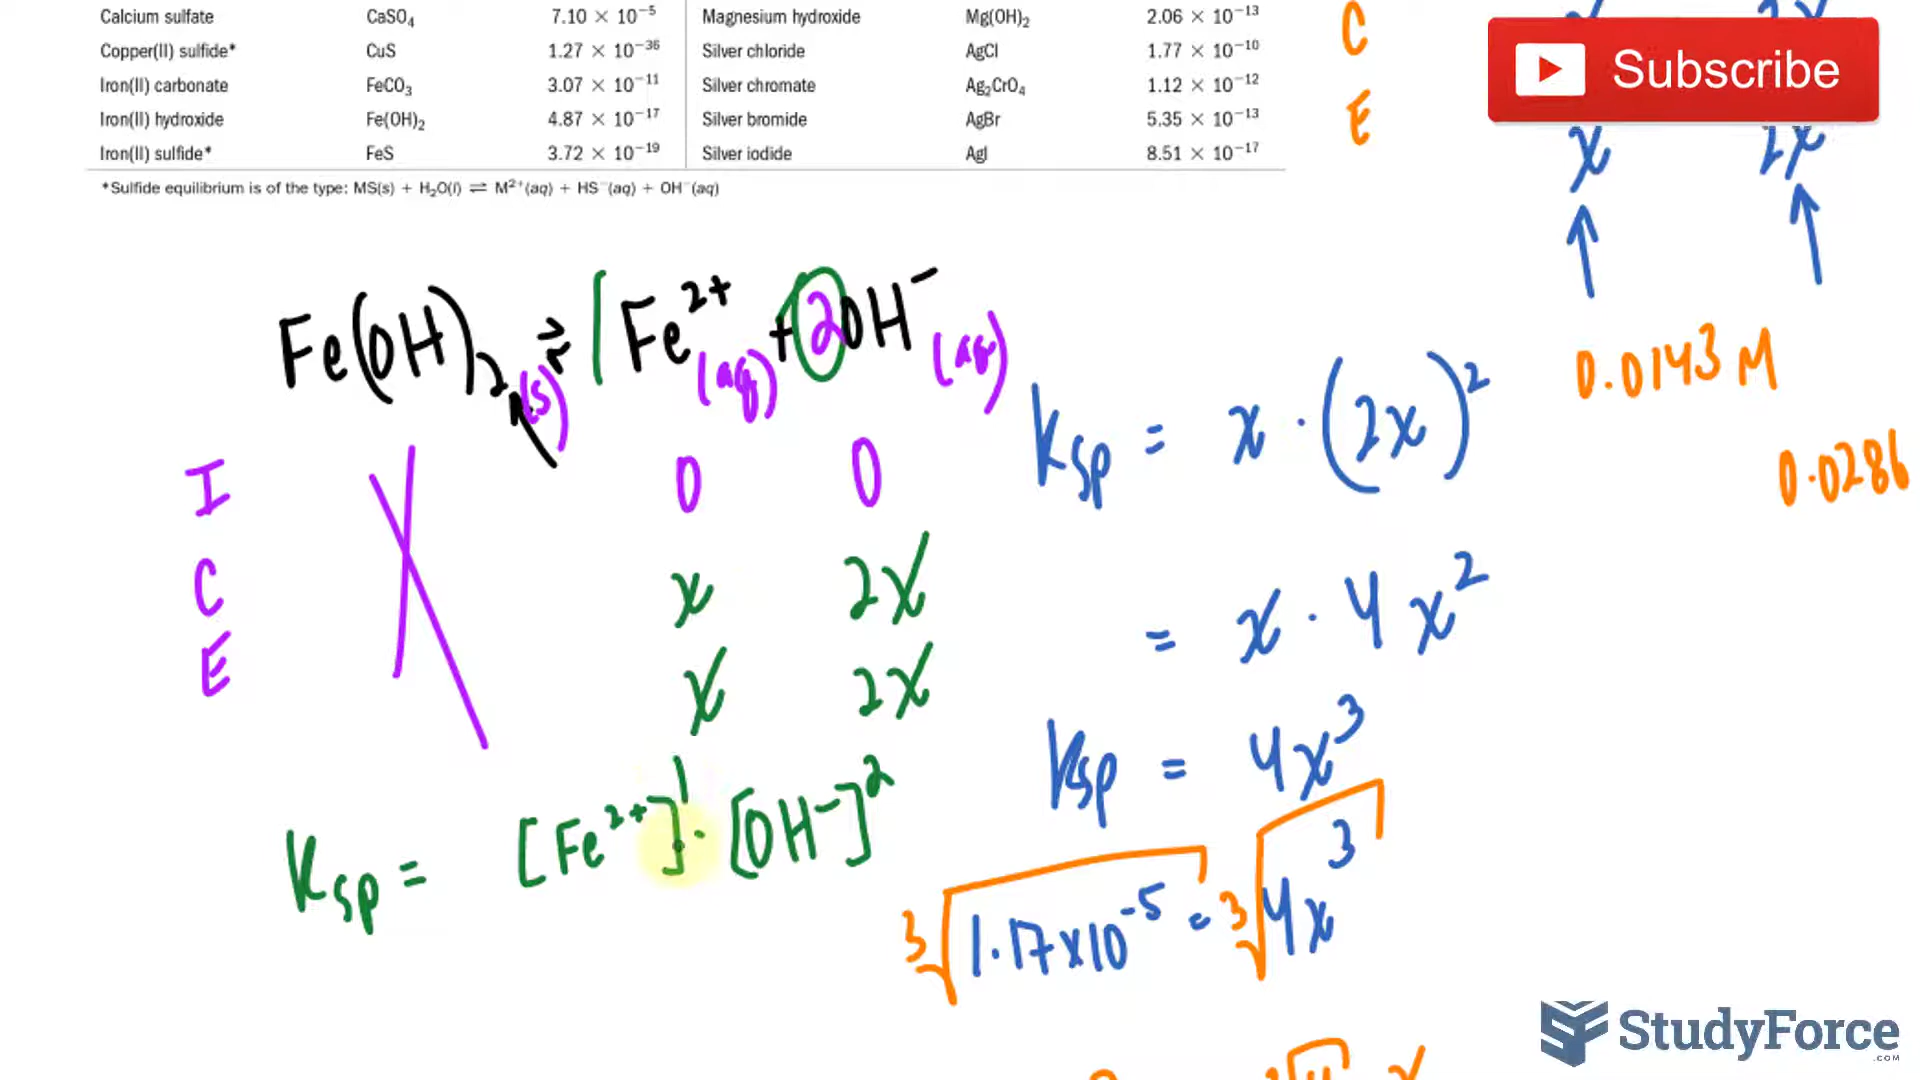 Calcium sulfate CaSO₄ 7.10 × 10⁻⁵ Magnesium hydroxide Mg(OH)₂ 2.06 × 10⁻¹³
Copper(II) sulfide* CuS 1.27 × 10⁻³⁶ Silver chloride AgCl 1.77 × 10⁻¹⁰
Iron(II) carbonate FeCO₃ 3.07 × 10⁻¹¹ Silver chromate Ag₂CrO₄ 1.12 × 10⁻¹²
Iron(II) hydroxide Fe(OH)₂ 4.87 × 10⁻¹⁷ Silver bromide AgBr 5.35 × 10⁻¹³
Iron(II) sulfide* FeS 3.72 × 10⁻¹⁹ Silver iodide AgI 8.51 × 10⁻¹⁷
*Sulfide equilibrium is of the type: MS(s) + H₂O(l) ⇌ M²⁺(aq) + HS⁻(aq) + OH⁻(aq)
C
E x 2x
Subscribe
0.0143 M
0.0286
Fe(OH)₂ (s) ⇌ 1Fe²⁺ (aq) + 2OH⁻ (aq)
I 0 0
C x 2x
E x 2x
Ksp = [Fe²⁺]¹ · [OH⁻]²
Ksp = x · (2x)²
= x · 4x²
Ksp = 4x³
∛1.17x10⁻⁵ = ∛4x³
StudyForce
.COM